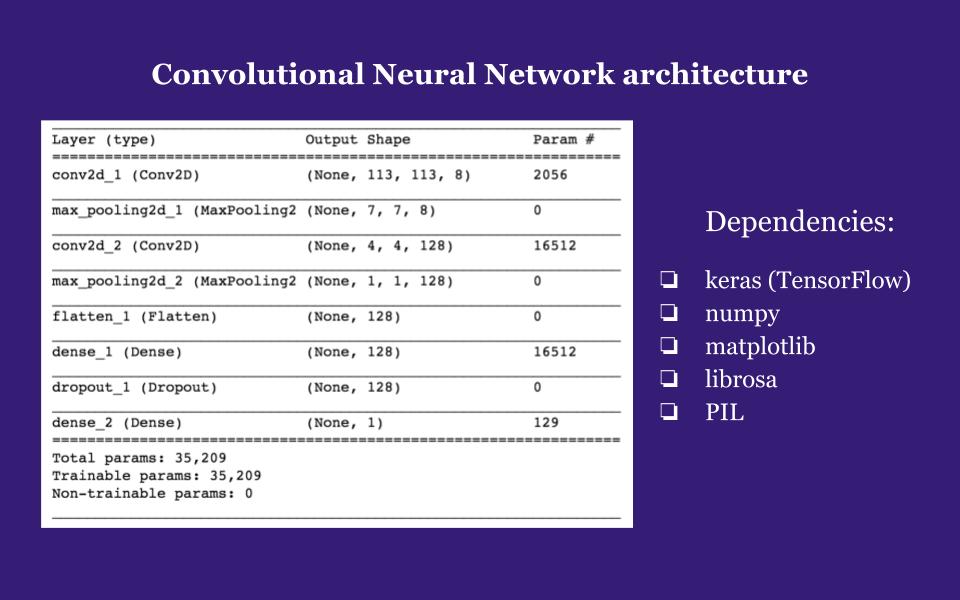 Convolutional Neural Network architecture
Layer (type) Output Shape Param #
=================================================================
conv2d_1 (Conv2D) (None, 113, 113, 8) 2056
max_pooling2d_1 (MaxPooling2 (None, 7, 7, 8) 0
conv2d_2 (Conv2D) (None, 4, 4, 128) 16512
max_pooling2d_2 (MaxPooling2 (None, 1, 1, 128) 0
flatten_1 (Flatten) (None, 128) 0
dense_1 (Dense) (None, 128) 16512
dropout_1 (Dropout) (None, 128) 0
dense_2 (Dense) (None, 1) 129
=================================================================
Total params: 35,209
Trainable params: 35,209
Non-trainable params: 0
Dependencies:
❏ keras (TensorFlow)
❏ numpy
❏ matplotlib
❏ librosa
❏ PIL